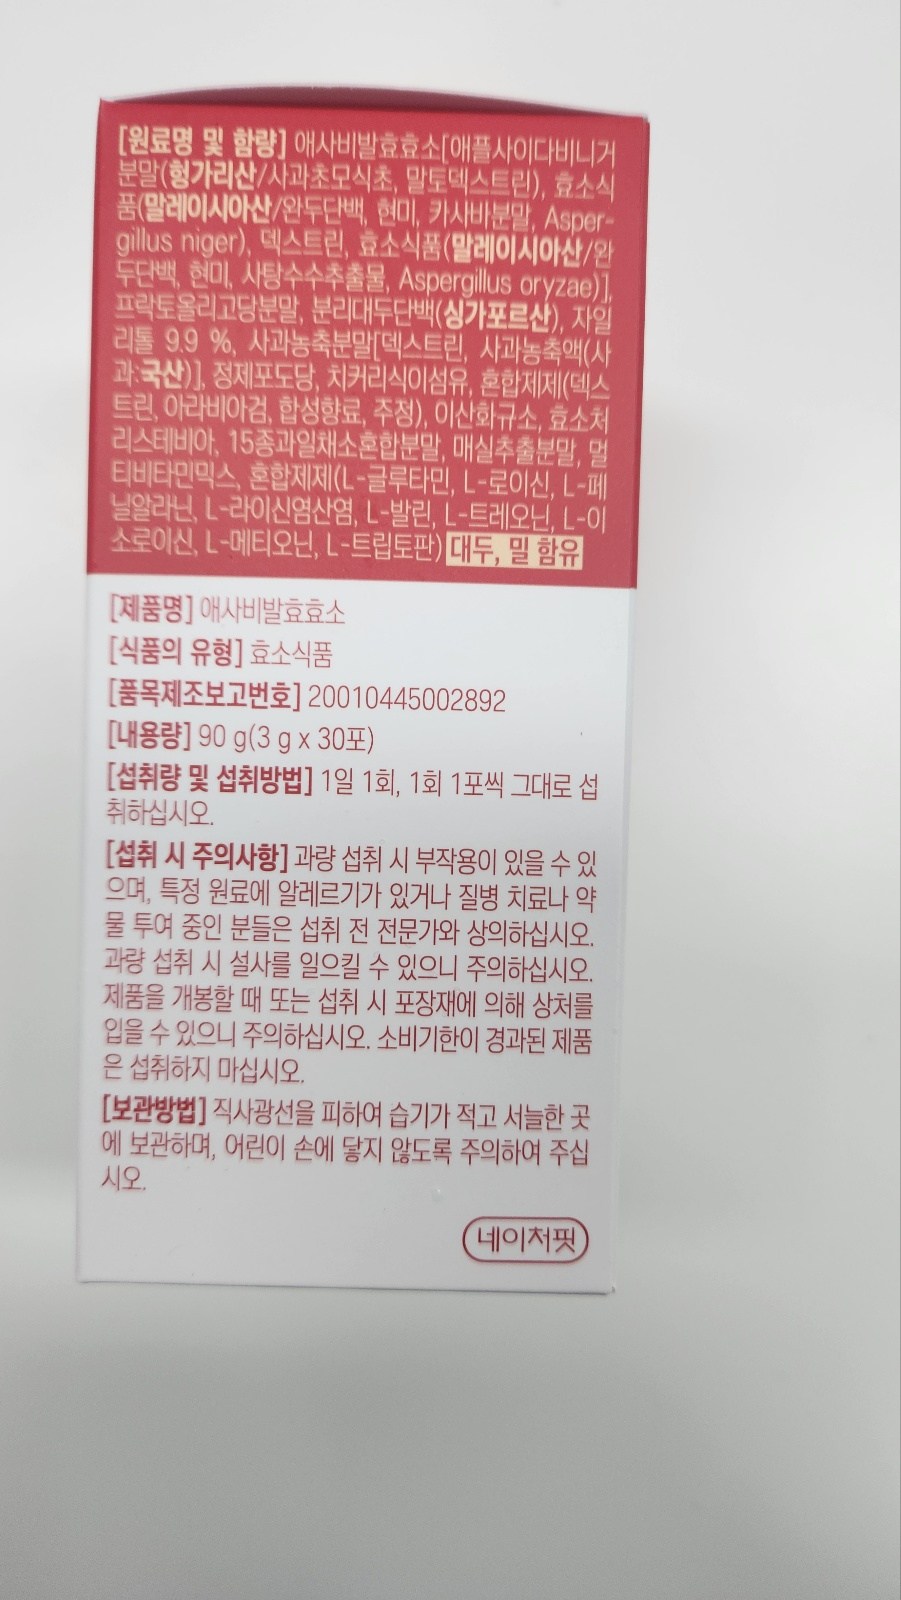 [원료명 및 함량] 애사비발효효소[애플사이다비니거
분말(헝가리산/사과초모식초, 말토덱스트린), 효소식
품(말레이시아산/완두단백, 현미, 카사바분말, Asper-
gillus niger), 덱스트린, 효소식품(말레이시아산/완
두단백, 현미, 사탕수수추출물, Aspergillus oryzae)],
프락토올리고당분말, 분리대두단백(싱가포르산), 자일
리톨 9.9 %, 사과농축분말[덱스트린, 사과농축액(사
과:국산)], 정제포도당, 치커리식이섬유, 혼합제제(덱스
트린, 아라비아검, 합성향료, 주정), 이산화규소, 효소처
리스테비아, 15종과일채소혼합분말, 매실추출분말, 멀
티비타민믹스, 혼합제제(L-글루타민, L-로이신, L-페
닐알라닌, L-라이신염산염, L-발린, L-트레오닌, L-이
소로이신, L-메티오닌, L-트립토판) 대두, 밀 함유
[제품명] 애사비발효효소
[식품의 유형] 효소식품
[품목제조보고번호] 20010445002892
[내용량] 90 g(3 g x 30포)
[섭취량 및 섭취방법] 1일 1회, 1회 1포씩 그대로 섭
취하십시오.
[섭취 시 주의사항] 과량 섭취 시 부작용이 있을 수 있
으며, 특정 원료에 알레르기가 있거나 질병 치료나 약
물 투여 중인 분들은 섭취 전 전문가와 상의하십시오.
과량 섭취 시 설사를 일으킬 수 있으니 주의하십시오.
제품을 개봉할 때 또는 섭취 시 포장재에 의해 상처를
입을 수 있으니 주의하십시오. 소비기한이 경과된 제품
은 섭취하지 마십시오.
[보관방법] 직사광선을 피하여 습기가 적고 서늘한 곳
에 보관하며, 어린이 손에 닿지 않도록 주의하여 주십
시오.
네이처핏